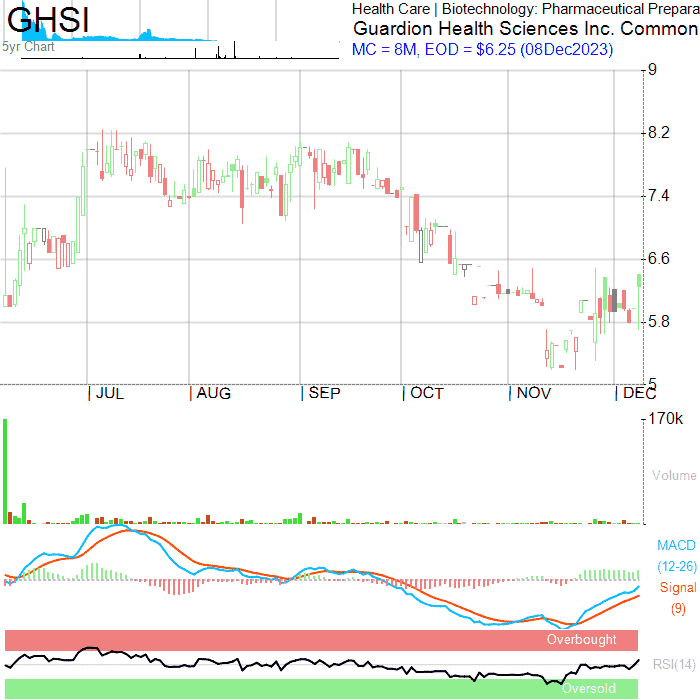 GHSI
Health Care | Biotechnology: Pharmaceutical Prepara
Guardion Health Sciences Inc. Common
MC = 8M, EOD = $6.25 (08Dec2023)
5yr Chart
9
8.2
7.4
6.6
5.8
5
JUL AUG SEP OCT NOV DEC
170k
Volume
MACD
(12-26)
Signal
(9)
Overbought
RSI(14)
Oversold